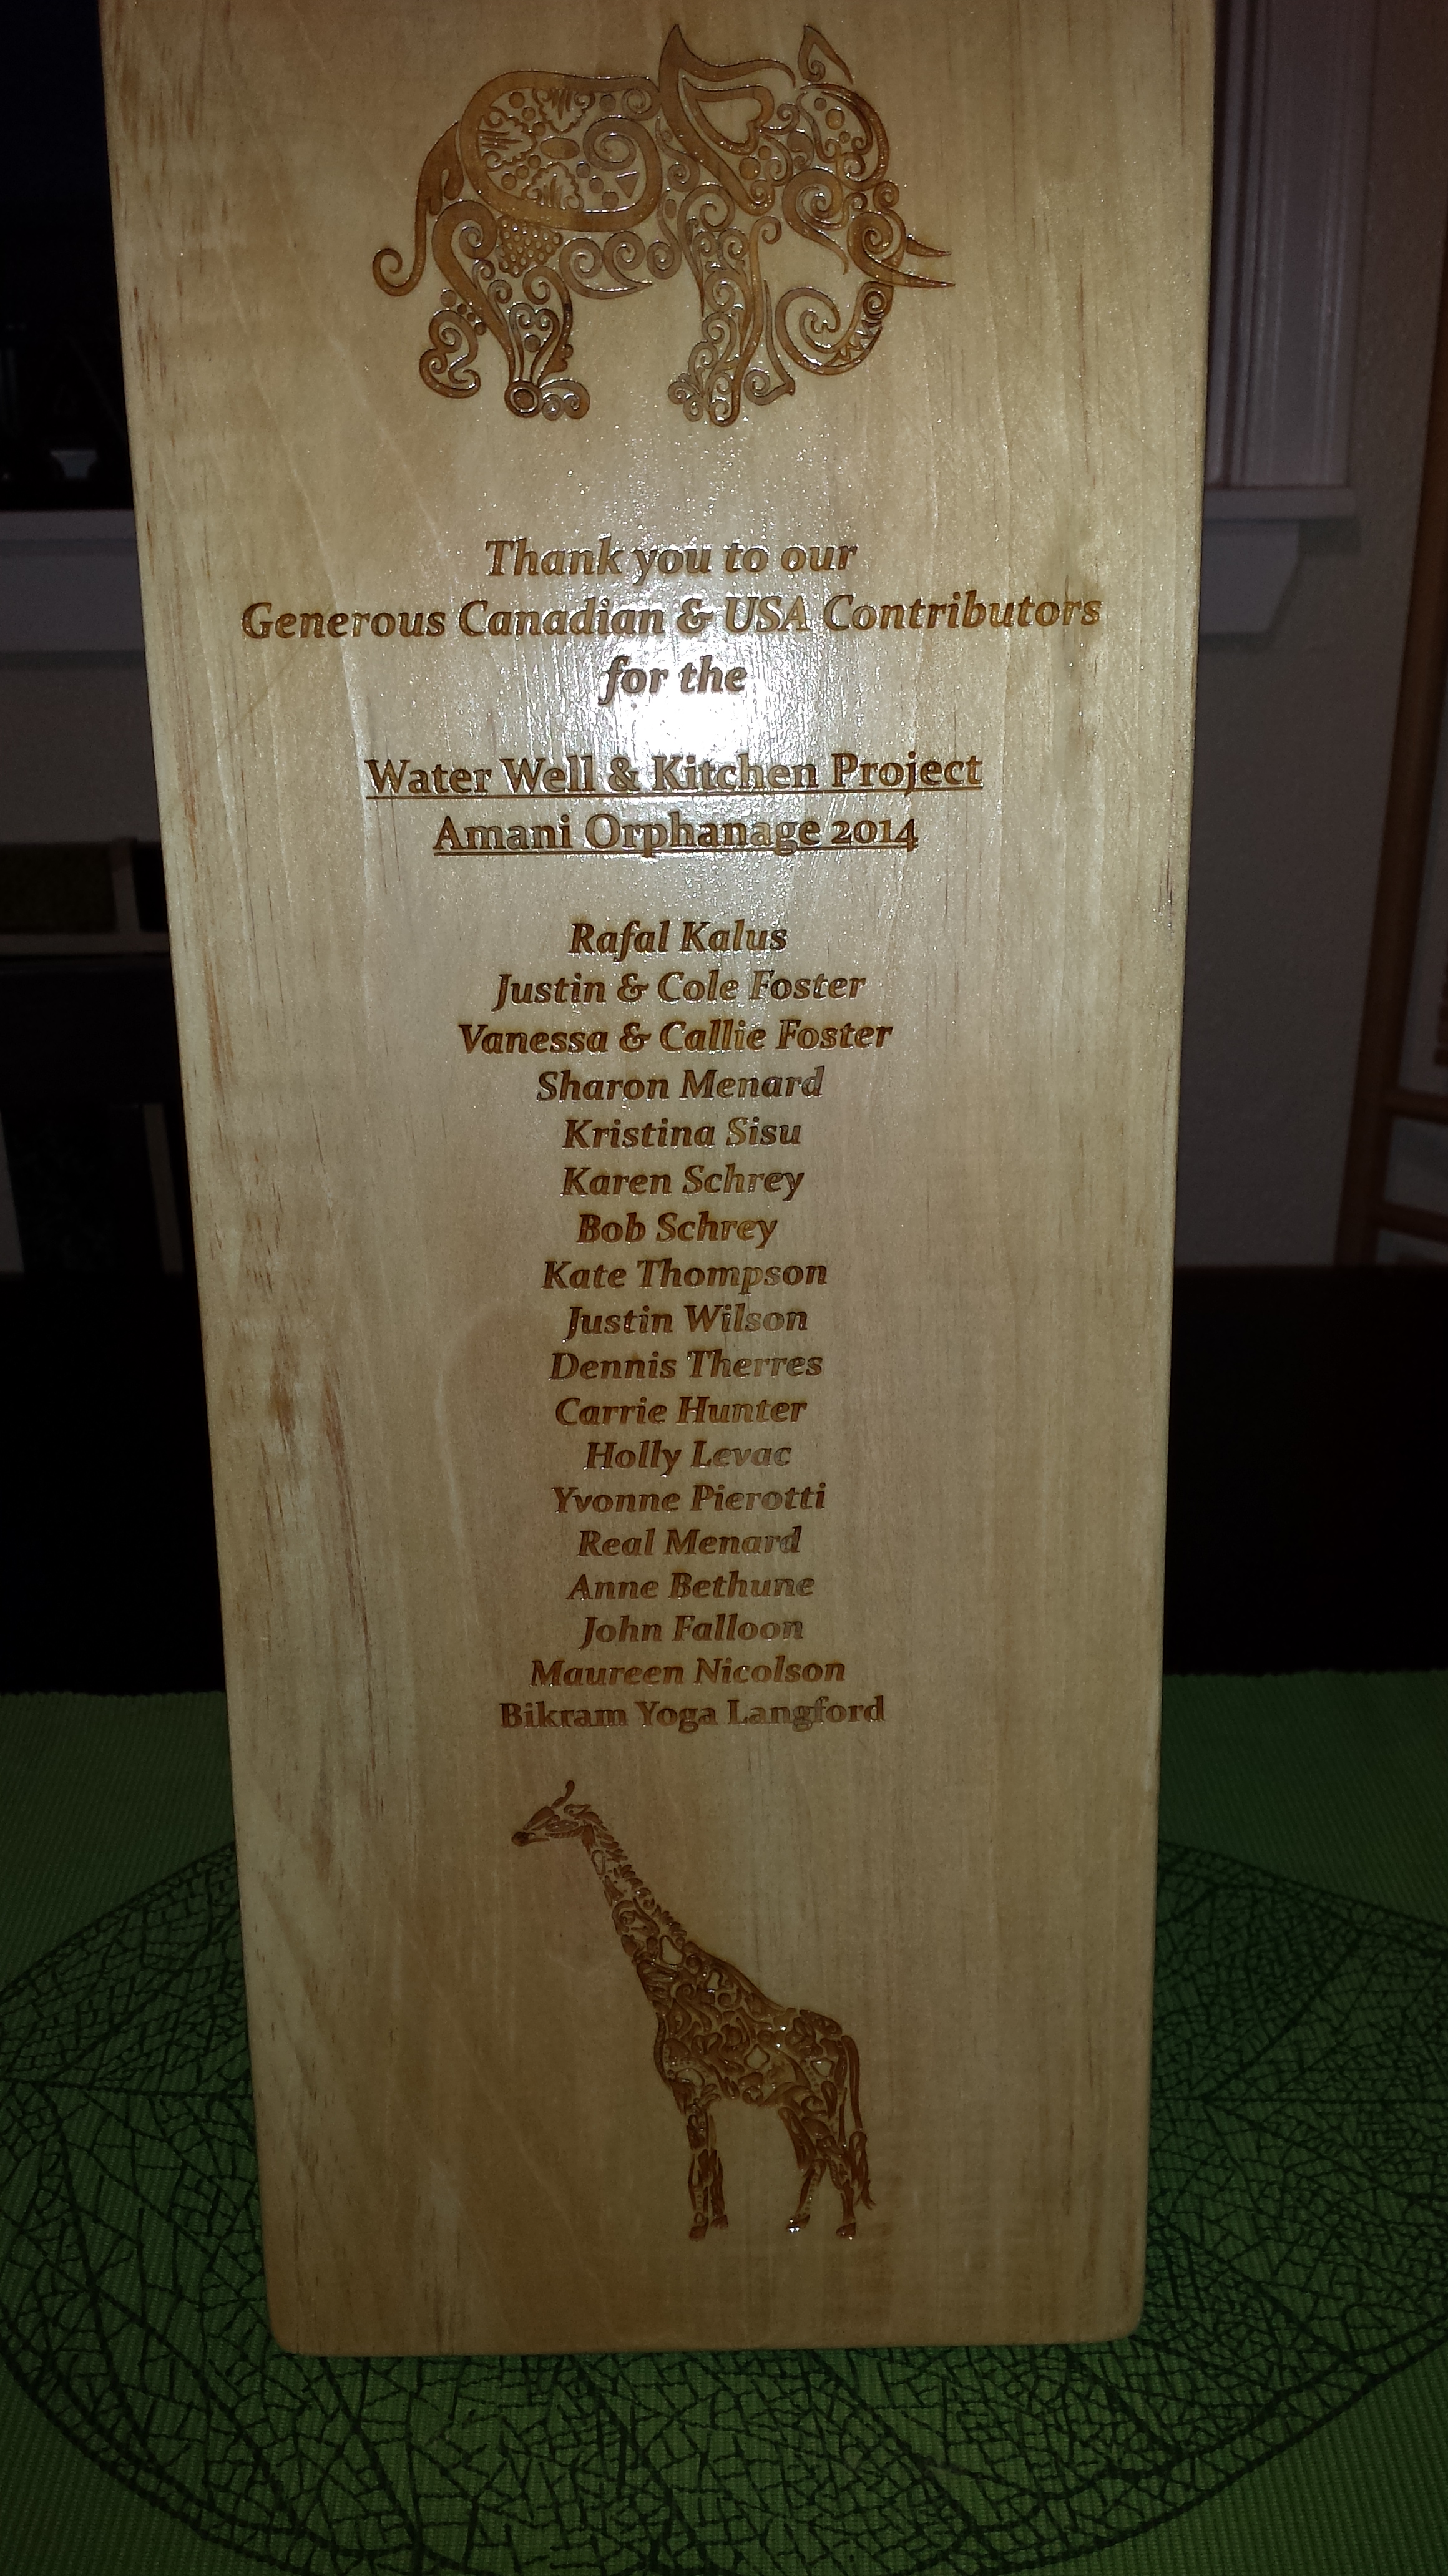 Thank you to our
Generous Canadian & USA Contributors
for the
Water Well & Kitchen Project
Amani Orphanage 2014
Rafal Kalus
Justin & Cole Foster
Vanessa & Callie Foster
Sharon Menard
Kristina Sisu
Karen Schrey
Bob Schrey
Kate Thompson
Justin Wilson
Dennis Therres
Carrie Hunter
Holly Levac
Yvonne Pierotti
Real Menard
Anne Bethune
John Falloon
Maureen Nicolson
Bikram Yoga Langford